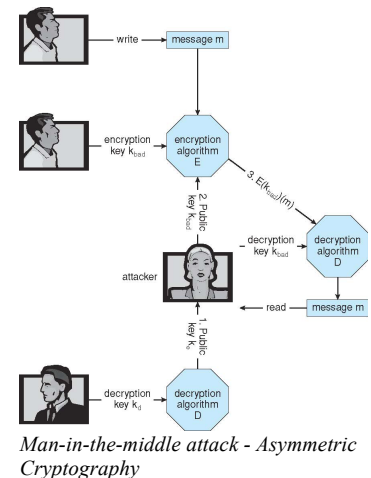 write
message m
encryption
key k_bad
encryption
algorithm
E
3. E(k_bad)(m)
2. Public
key k_bad
decryption
key k_bad
decryption
algorithm
D
attacker
read
message m
1. Public
key k_e
decryption
key k_d
decryption
algorithm
D
Man-in-the-middle attack - Asymmetric
Cryptography